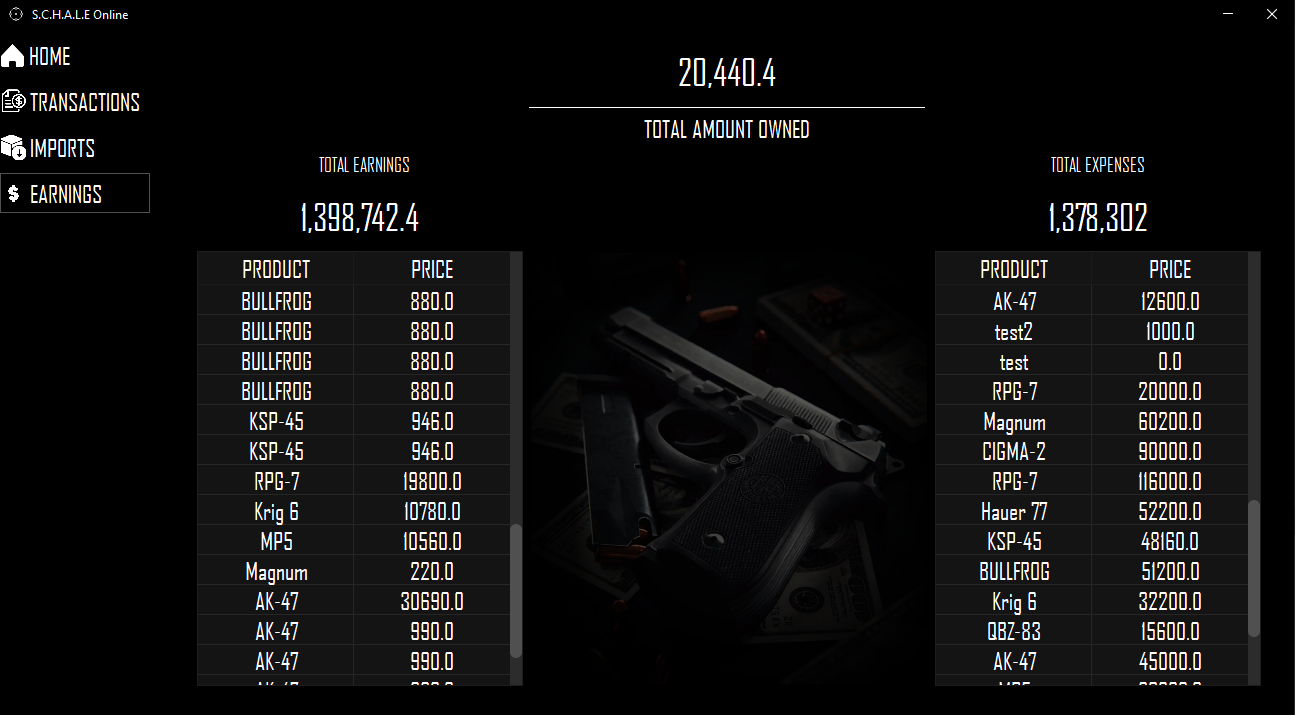 S.C.H.A.L.E Online
HOME
TRANSACTIONS
IMPORTS
EARNINGS
20,440.4
TOTAL AMOUNT OWNED
TOTAL EARNINGS
1,398,742.4
PRODUCT PRICE
BULLFROG 880.0
BULLFROG 880.0
BULLFROG 880.0
BULLFROG 880.0
KSP-45 946.0
KSP-45 946.0
RPG-7 19800.0
Krig 6 10780.0
MP5 10560.0
Magnum 220.0
AK-47 30690.0
AK-47 990.0
AK-47 990.0
TOTAL EXPENSES
1,378,302
PRODUCT PRICE
AK-47 12600.0
test2 1000.0
test 0.0
RPG-7 20000.0
Magnum 60200.0
CIGMA-2 90000.0
RPG-7 116000.0
Hauer 77 52200.0
KSP-45 48160.0
BULLFROG 51200.0
Krig 6 32200.0
QBZ-83 15600.0
AK-47 45000.0